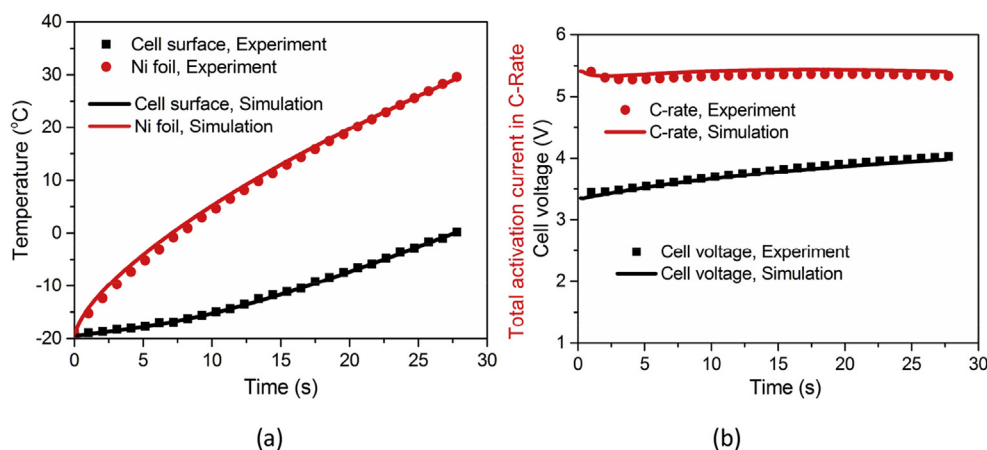 (a)
40
30
20
10
0
-10
-20
0
5
10
15
20
25
30
Temperature (°C)
Time (s)
Cell surface, Experiment
Ni foil, Experiment
Cell surface, Simulation
Ni foil, Simulation
(a)
6
5
4
3
2
1
0
5
10
15
20
25
30
Total activation current in C-Rate
Cell voltage (V)
Time (s)
C-rate, Experiment
C-rate, Simulation
Cell voltage, Experiment
Cell voltage, Simulation
(b)